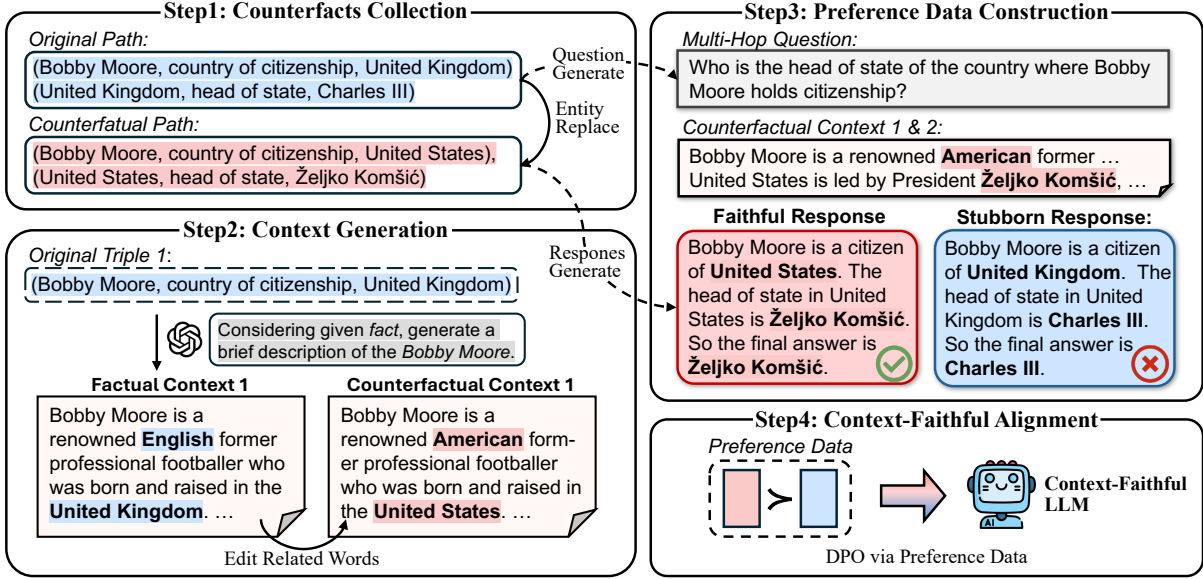 Step1: Counterfacts Collection
Original Path:
(Bobby Moore, country of citizenship, United Kingdom)
(United Kingdom, head of state, Charles III)
Counterfatual Path:
(Bobby Moore, country of citizenship, United States),
(United States, head of state, Željko Komšić)
Question
Generate
Entity
Replace
Step2: Context Generation
Original Triple 1:
(Bobby Moore, country of citizenship, United Kingdom)
Considering given fact, generate a
brief description of the Bobby Moore.
Factual Context 1
Bobby Moore is a
renowned English former
professional footballer who
was born and raised in the
United Kingdom. …
Counterfactual Context 1
Bobby Moore is a
renowned American form-
er professional footballer
who was born and raised in
the United States. …
Edit Related Words
Respones
Generate
Step3: Preference Data Construction
Multi-Hop Question:
Who is the head of state of the country where Bobby
Moore holds citizenship?
Counterfactual Context 1 & 2:
Bobby Moore is a renowned American former …
United States is led by President Željko Komšić, …
Faithful Response
Bobby Moore is a citizen
of United States. The
head of state in United
States is Željko Komšić.
So the final answer is
Željko Komšić.
Stubborn Response:
Bobby Moore is a citizen
of United Kingdom. The
head of state in United
Kingdom is Charles III.
So the final answer is
Charles III.
Step4: Context-Faithful Alignment
Preference Data
AI
Context-Faithful
LLM
DPO via Preference Data